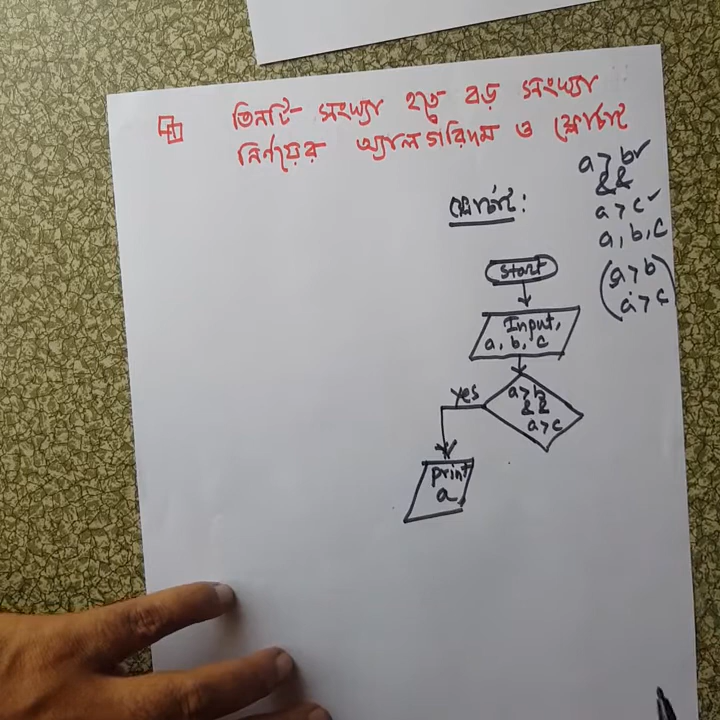 তিনটি সংখ্যা হতে বড় সংখ্যা
নির্ণয়ের অ্যালগরিদম ও ফ্লোচার্ট
ফ্লোচার্ট:
a > b✓
&&
a > c✓
a, b, c
(a > b
a > c)
Start
Input,
a, b, c
a > b
&&
a > c
yes
print
a